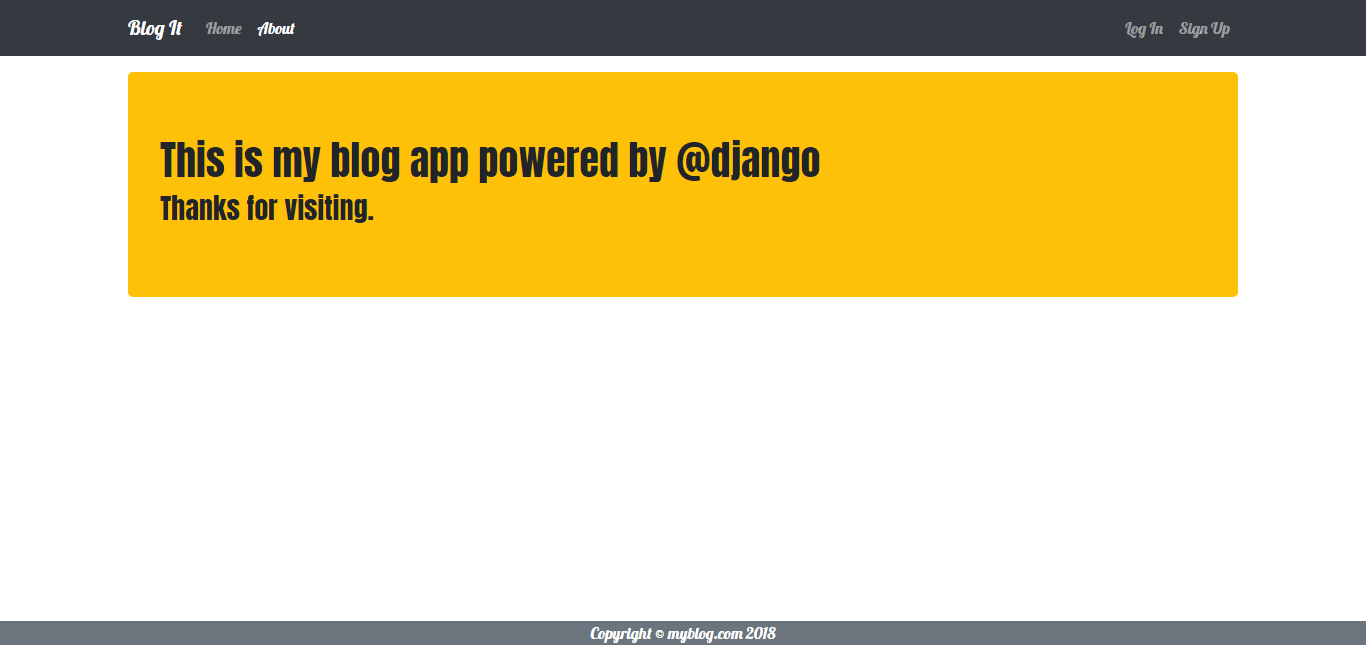 Blog It Home About Log In Sign Up
This is my blog app powered by @django
Thanks for visiting.
Copyright © myblog.com 2018